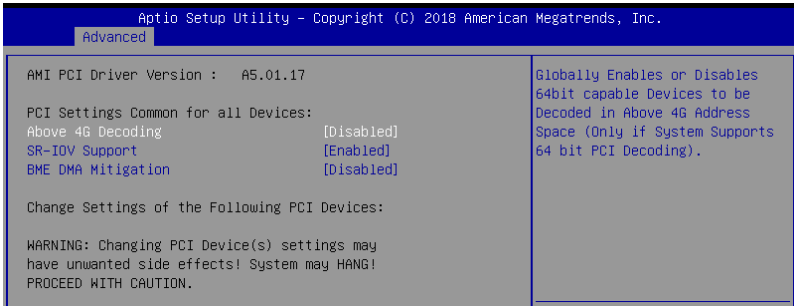 Aptio Setup Utility – Copyright (C) 2018 American Megatrends, Inc.
Advanced
AMI PCI Driver Version : A5.01.17
PCI Settings Common for all Devices:
Above 4G Decoding [Disabled]
SR-IOV Support [Enabled]
BME DMA Mitigation [Disabled]
Change Settings of the Following PCI Devices:
WARNING: Changing PCI Device(s) settings may
have unwanted side effects! System may HANG!
PROCEED WITH CAUTION.
Globally Enables or Disables
64bit capable Devices to be
Decoded in Above 4G Address
Space (Only if System Supports
64 bit PCI Decoding).